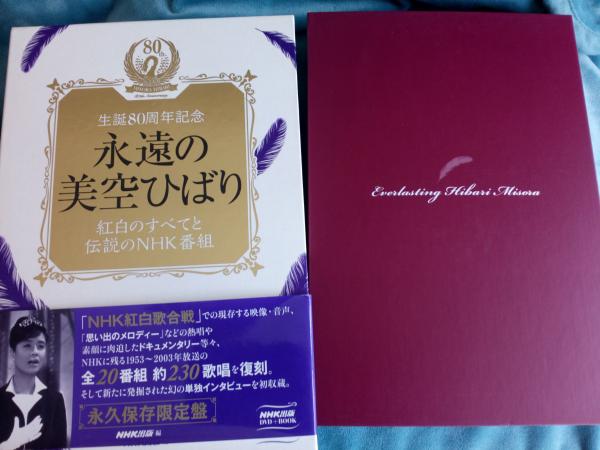 80th
HIBARI MISORA
80th Anniversary
生誕80周年記念
永遠の
美空ひばり
紅白のすべてと
伝説のNHK番組
「NHK紅白歌合戦」での現存する映像・音声、
「思い出のメロディー」などの熱唱や
素顔に肉迫したドキュメンタリー等々、
NHKに残る1953〜2003年放送の
全20番組 約230歌唱を復刻。
そして新たに発掘された幻の単独インタビューを初収蔵。
永久保存限定盤
NHK出版 編
NHK出版
DVD+BOOK
Everlasting Hibari Misora